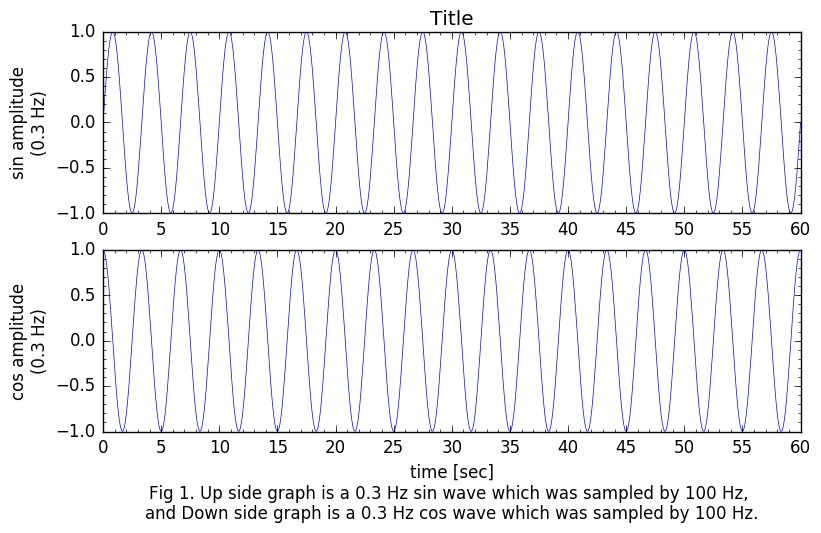 Title
sin amplitude
(0.3 Hz)
1.0
0.5
0.0
−0.5
−1.0
0 5 10 15 20 25 30 35 40 45 50 55 60
cos amplitude
(0.3 Hz)
1.0
0.5
0.0
−0.5
−1.0
0 5 10 15 20 25 30 35 40 45 50 55 60
time [sec]
Fig 1. Up side graph is a 0.3 Hz sin wave which was sampled by 100 Hz,
and Down side graph is a 0.3 Hz cos wave which was sampled by 100 Hz.